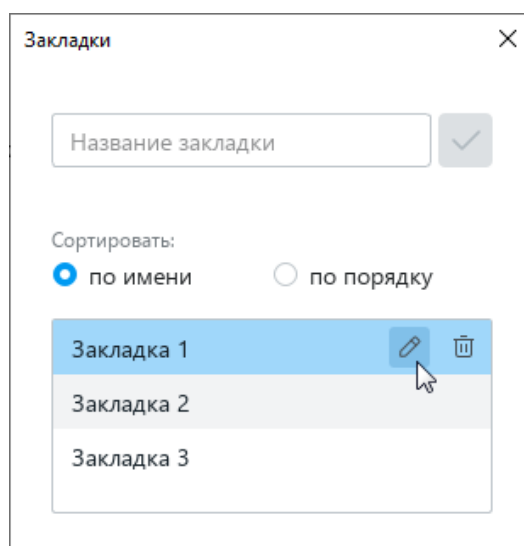 Закладки
Название закладки
Сортировать:
по имени
по порядку
Закладка 1
Закладка 2
Закладка 3